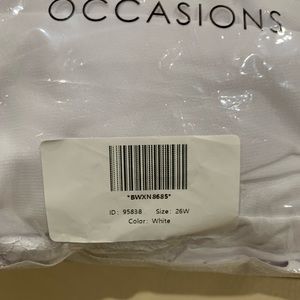 OCCASIONS
*BWXN8685*
ID: 95838 Size: 26W
Color: White